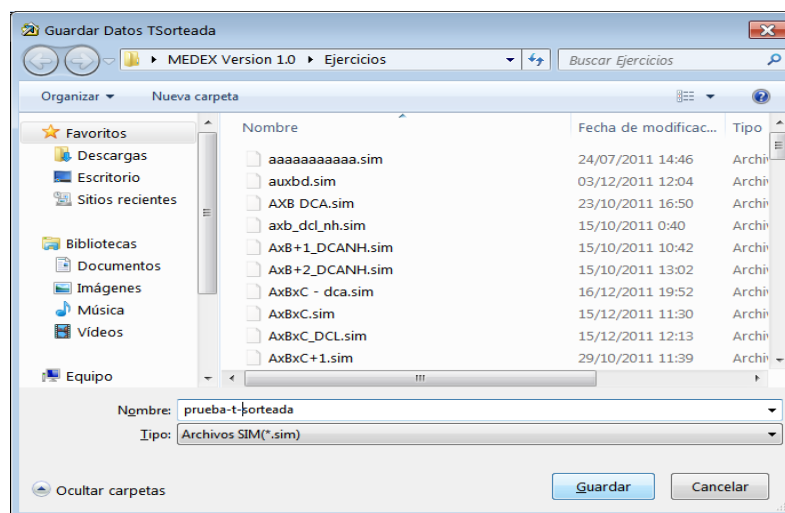 Guardar Datos TSorteada
MEDEX Version 1.0 Ejercicios Buscar Ejercicios
Organizar Nueva carpeta
Favoritos
Descargas
Escritorio
Sitios recientes
Bibliotecas
Documentos
Imágenes
Música
Vídeos
Equipo
Nombre Fecha de modificac... Tipo
aaaaaaaaaaa.sim 24/07/2011 14:46 Archiv
auxbd.sim 03/12/2011 12:04 Archiv
AXB DCA.sim 23/10/2011 16:50 Archiv
axb_dcl_nh.sim 15/10/2011 0:40 Archiv
AxB+1_DCANH.sim 15/10/2011 10:42 Archiv
AxB+2_DCANH.sim 15/10/2011 13:02 Archiv
AxBxC - dca.sim 16/12/2011 19:52 Archiv
AxBxC.sim 15/12/2011 11:30 Archiv
AxBxC_DCL.sim 15/12/2011 12:13 Archiv
AxBxC+1.sim 29/10/2011 11:39 Archiv
Nombre: prueba-t-sorteada
Tipo: Archivos SIM(*.sim)
Ocultar carpetas Guardar Cancelar